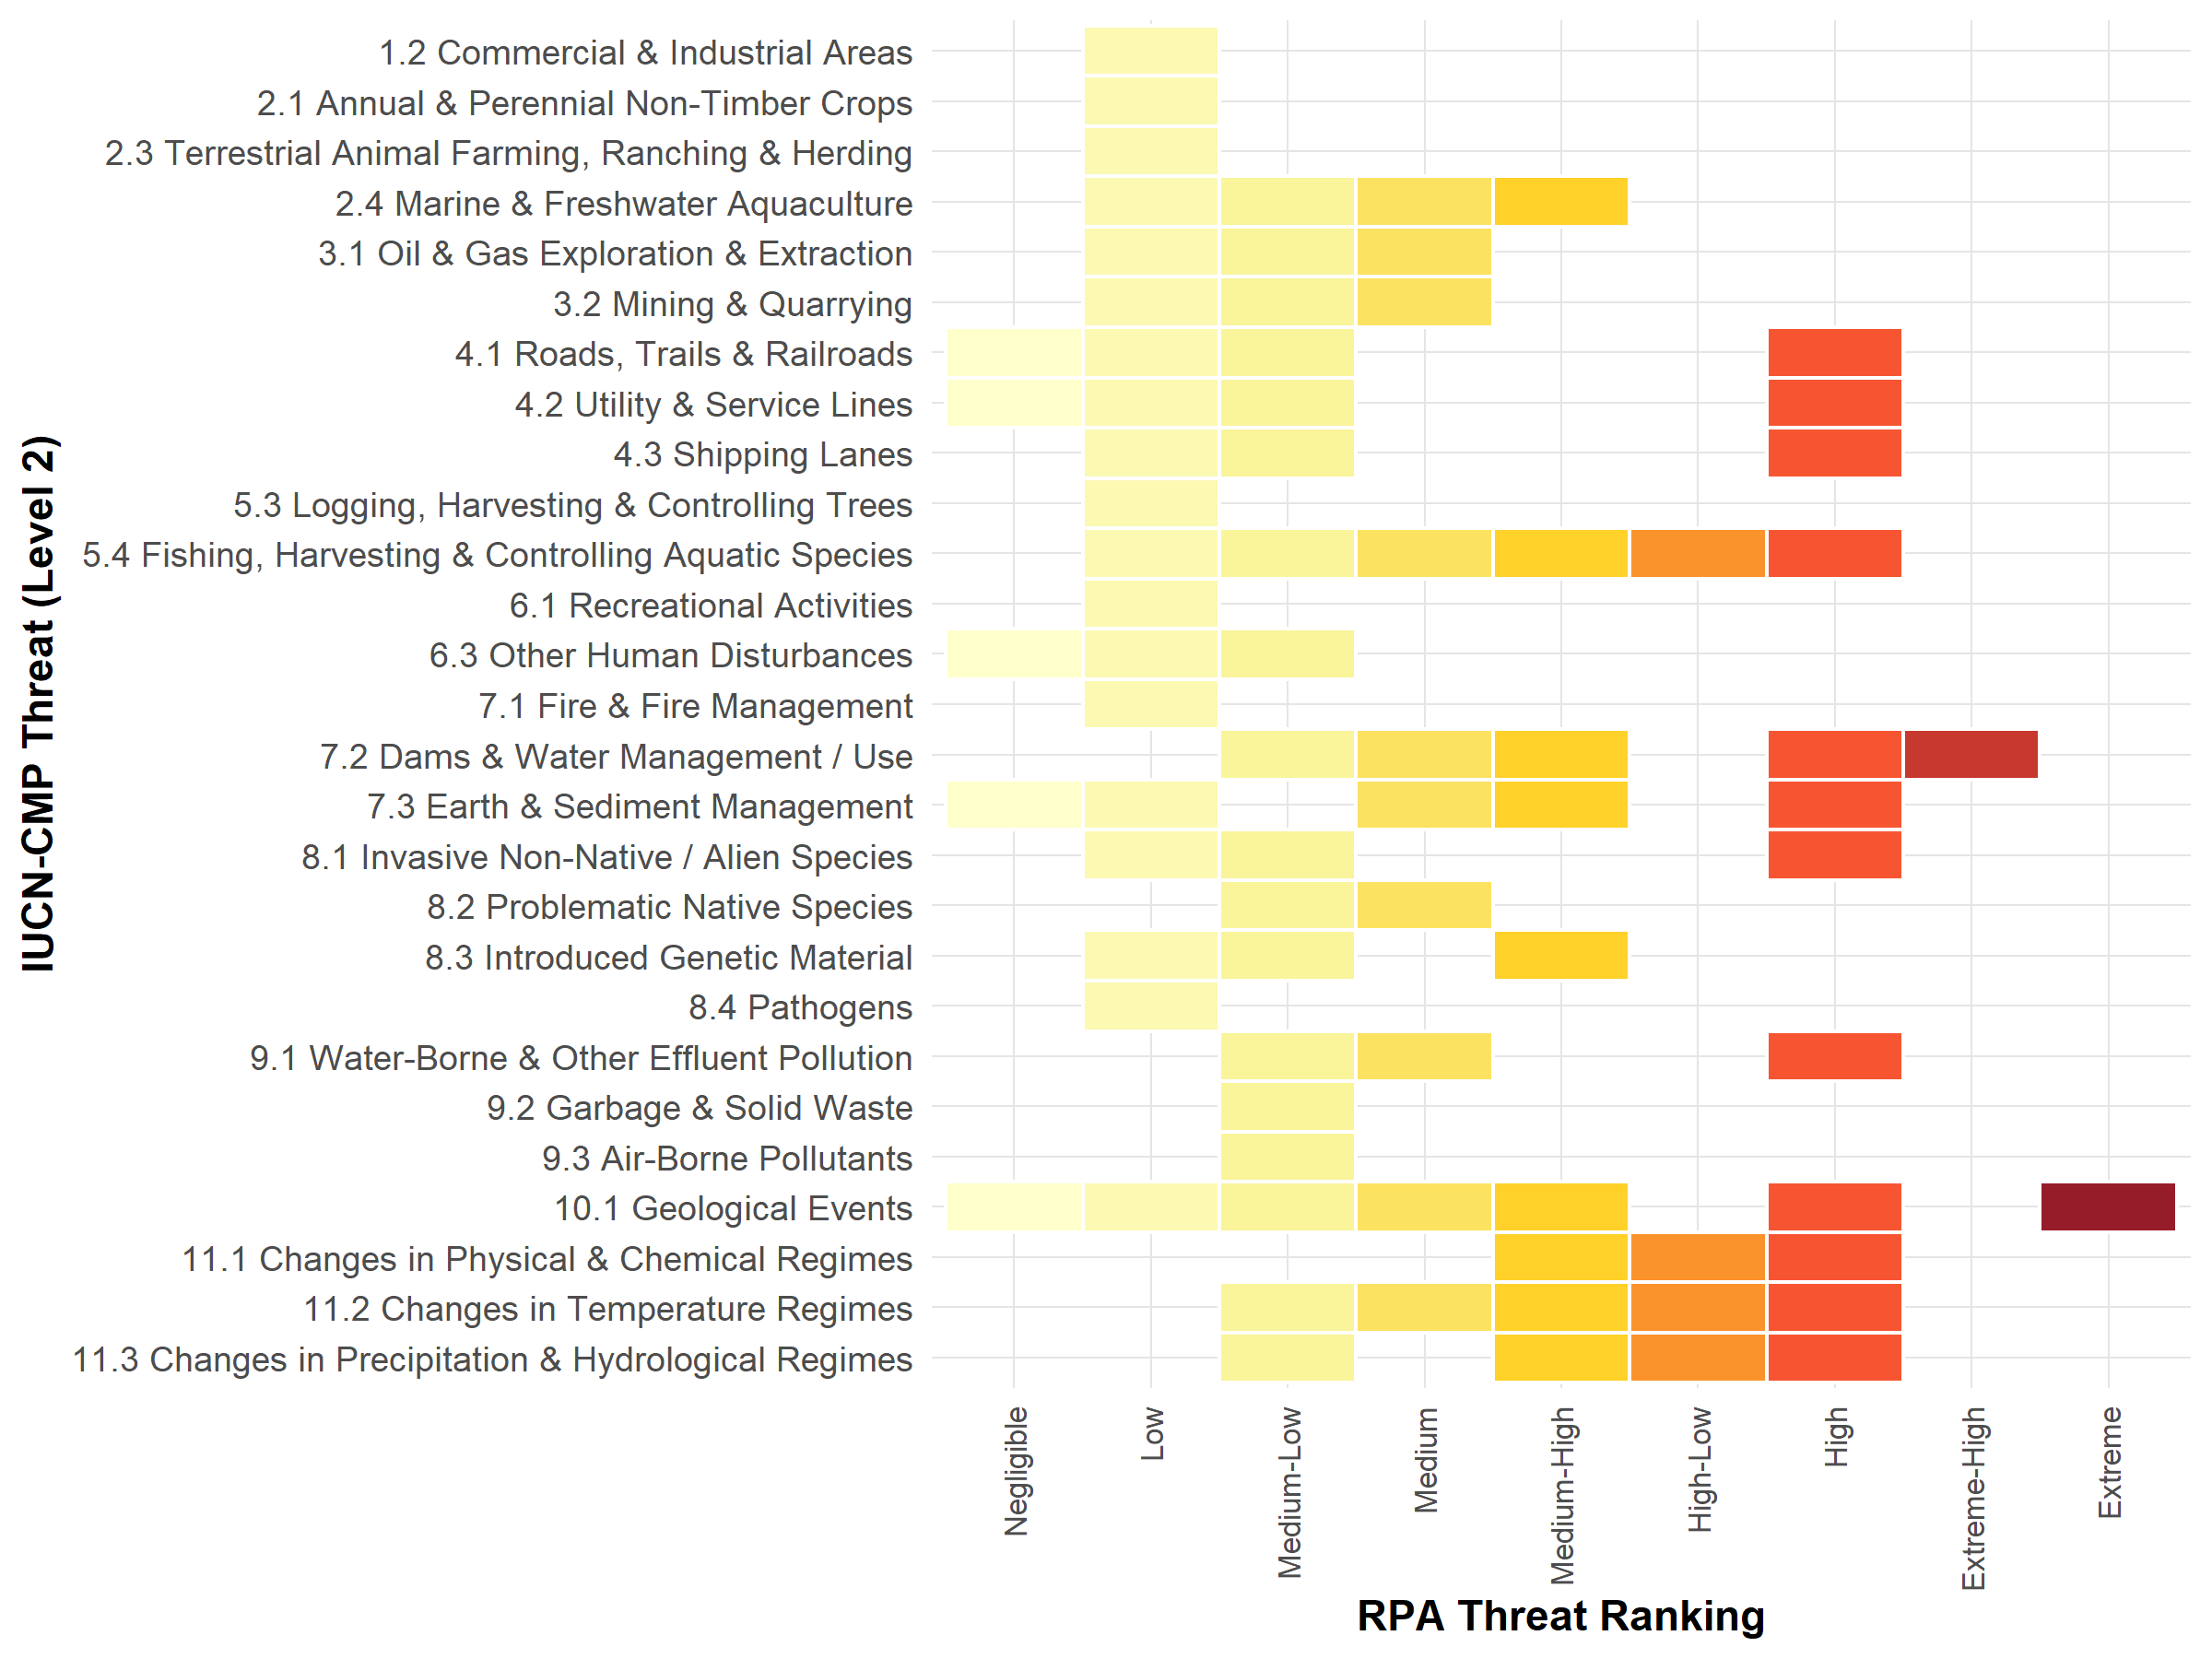 1.2 Commercial & Industrial Areas
2.1 Annual & Perennial Non-Timber Crops
2.3 Terrestrial Animal Farming, Ranching & Herding
2.4 Marine & Freshwater Aquaculture
3.1 Oil & Gas Exploration & Extraction
3.2 Mining & Quarrying
4.1 Roads, Trails & Railroads
4.2 Utility & Service Lines
4.3 Shipping Lanes
5.3 Logging, Harvesting & Controlling Trees
5.4 Fishing, Harvesting & Controlling Aquatic Species
6.1 Recreational Activities
6.3 Other Human Disturbances
7.1 Fire & Fire Management
7.2 Dams & Water Management / Use
7.3 Earth & Sediment Management
8.1 Invasive Non-Native / Alien Species
8.2 Problematic Native Species
8.3 Introduced Genetic Material
8.4 Pathogens
9.1 Water-Borne & Other Effluent Pollution
9.2 Garbage & Solid Waste
9.3 Air-Borne Pollutants
10.1 Geological Events
11.1 Changes in Physical & Chemical Regimes
11.2 Changes in Temperature Regimes
11.3 Changes in Precipitation & Hydrological Regimes
IUCN-CMP Threat (Level 2)
Negligible
Low
Medium-Low
Medium
Medium-High
High-Low
High
Extreme-High
Extreme
RPA Threat Ranking